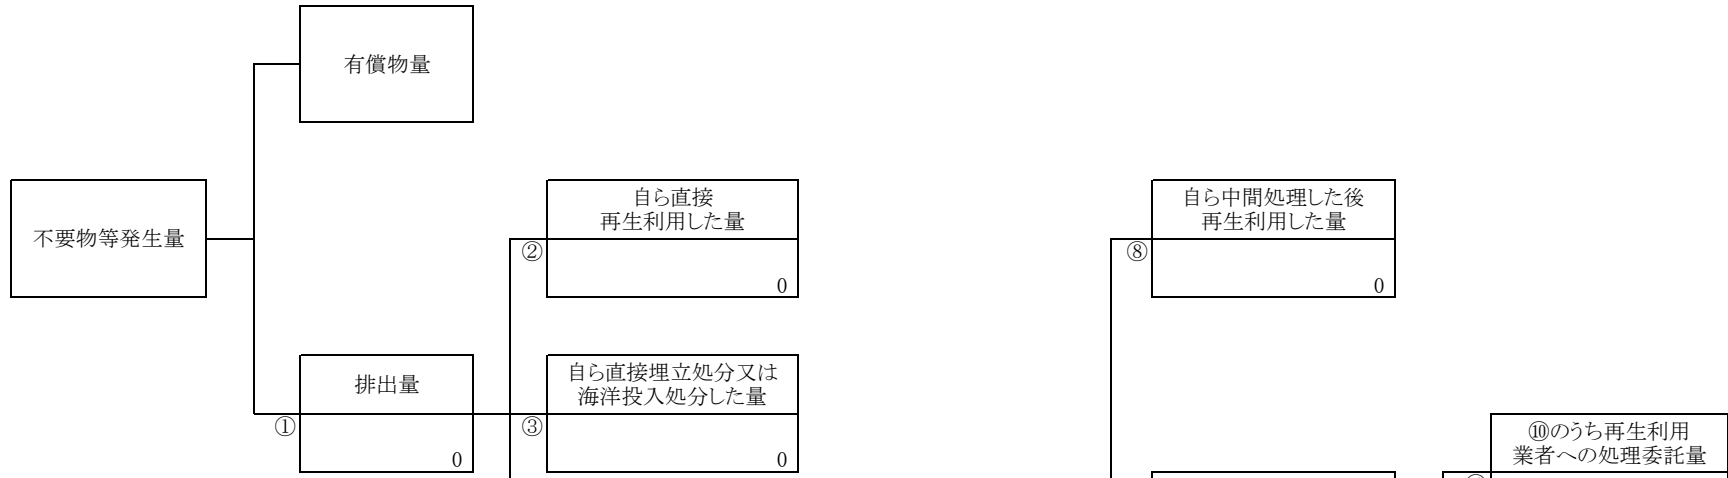 有償物量
不要物等発生量
自ら直接
再生利用した量
②
0
自ら中間処理した後
再生利用した量
⑧
0
排出量
①
0
自ら直接埋立処分又は
海洋投入処分した量
③
0
⑩のうち再生利用
業者への処理委託量